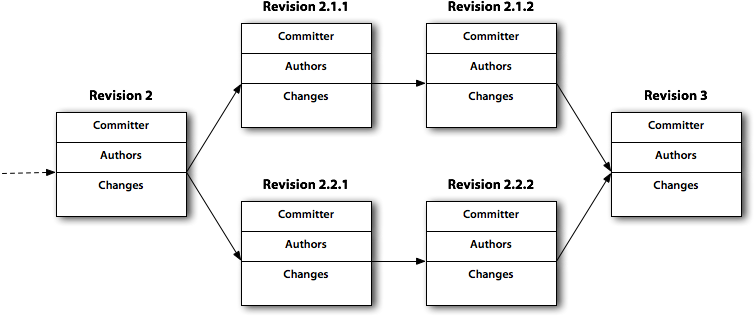 Revision 2.1.1
Committer
Authors
Changes
Revision 2.1.2
Committer
Authors
Changes
Revision 2
Committer
Authors
Changes
Revision 3
Committer
Authors
Changes
Revision 2.2.1
Committer
Authors
Changes
Revision 2.2.2
Committer
Authors
Changes